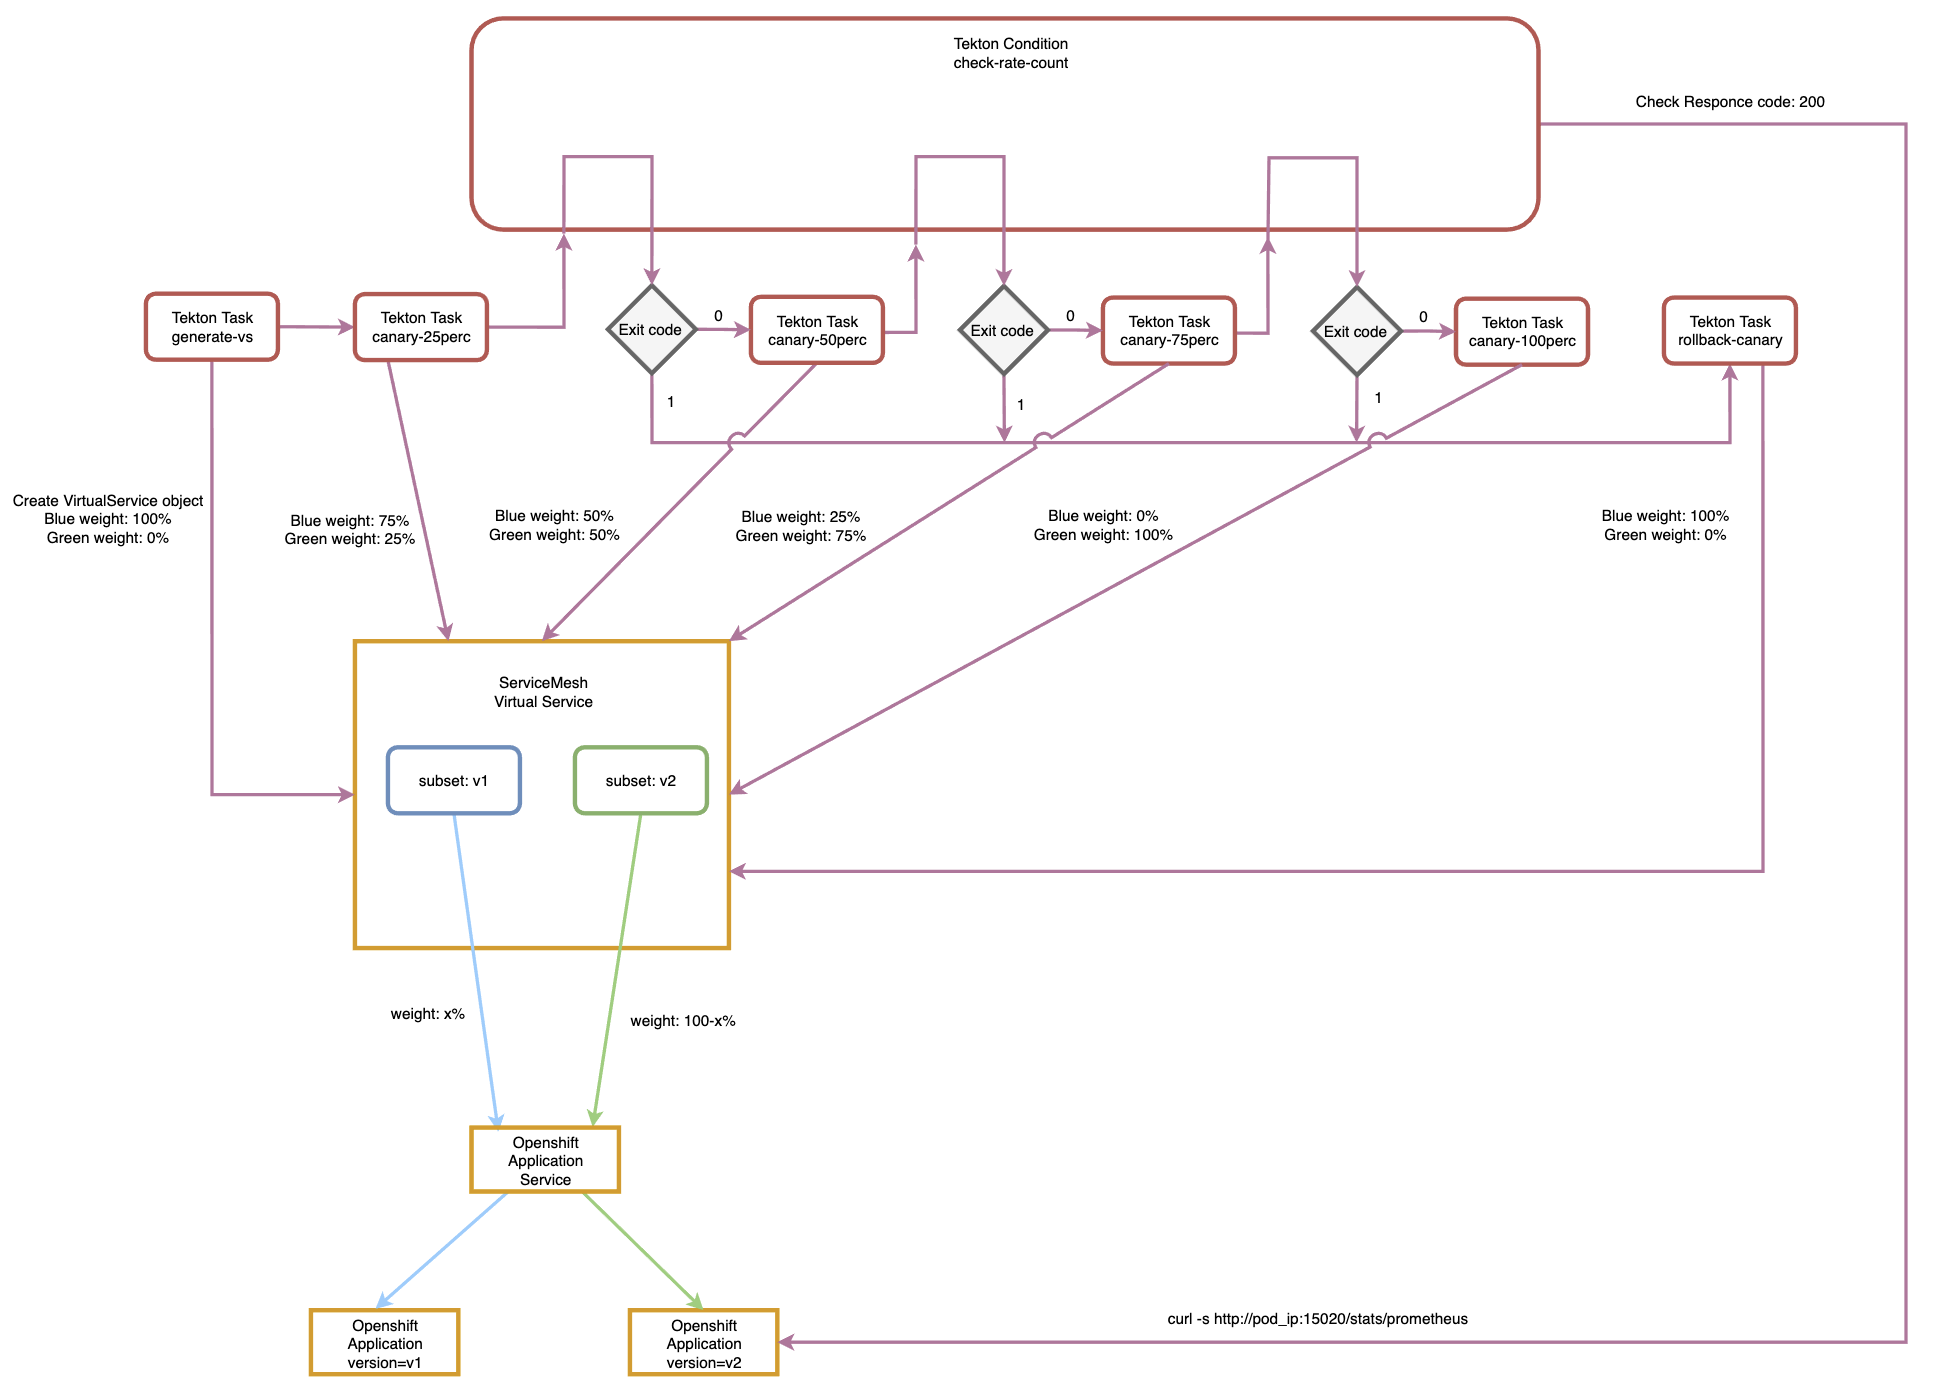 Tekton Condition
check-rate-count
Check Responce code: 200
Tekton Task
generate-vs
Tekton Task
canary-25perc
Exit code
0
Tekton Task
canary-50perc
Exit code
0
Tekton Task
canary-75perc
Exit code
0
Tekton Task
canary-100perc
Tekton Task
rollback-canary
1
1
1
Create VirtualService object
Blue weight: 100%
Green weight: 0%
Blue weight: 75%
Green weight: 25%
Blue weight: 50%
Green weight: 50%
Blue weight: 25%
Green weight: 75%
Blue weight: 0%
Green weight: 100%
Blue weight: 100%
Green weight: 0%
ServiceMesh
Virtual Service
subset: v1
subset: v2
weight: x%
weight: 100-x%
Openshift
Application
Service
Openshift
Application
version=v1
Openshift
Application
version=v2
curl -s http://pod_ip:15020/stats/prometheus